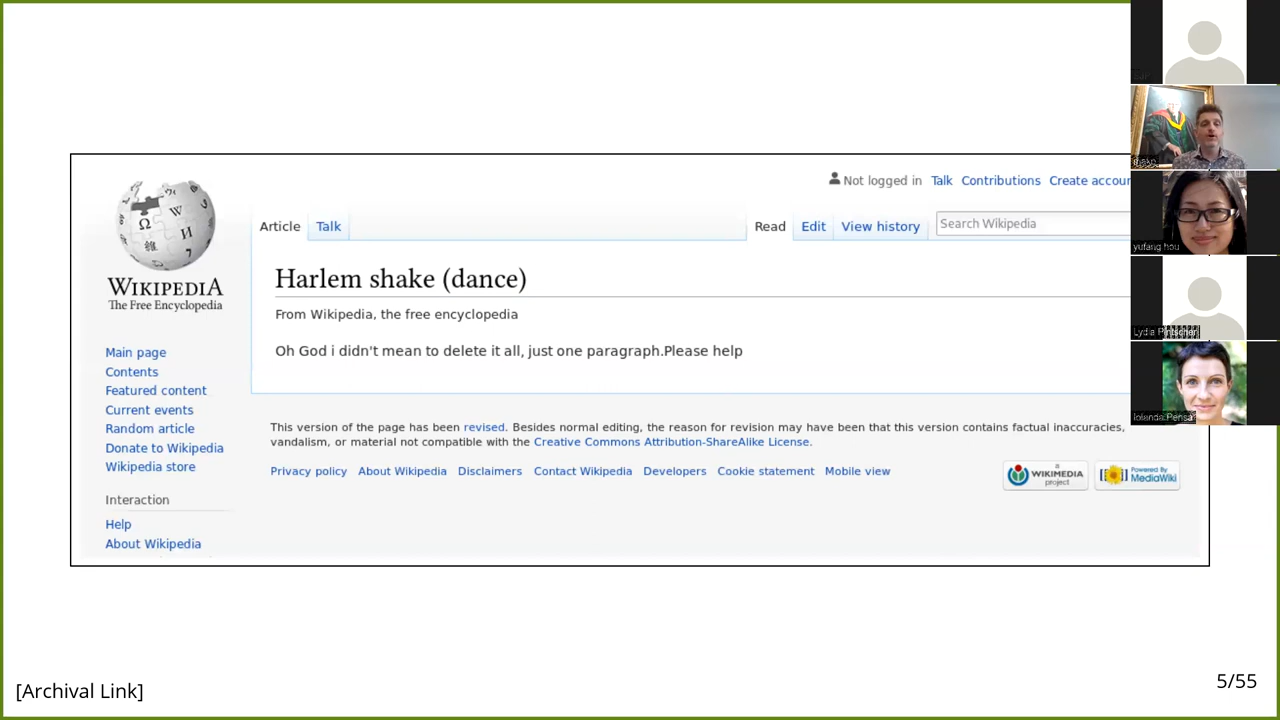 Not logged in Talk Contributions Create accoun
Article Talk Read Edit View history Search Wikipedia
WIKIPEDIA
The Free Encyclopedia
Harlem shake (dance)
From Wikipedia, the free encyclopedia
Oh God i didn't mean to delete it all, just one paragraph.Please help
Main page
Contents
Featured content
Current events
Random article
Donate to Wikipedia
Wikipedia store
Interaction
Help
About Wikipedia
This version of the page has been revised. Besides normal editing, the reason for revision may have been that this version contains factual inaccuracies,
vandalism, or material not compatible with the Creative Commons Attribution-ShareAlike License.
Privacy policy About Wikipedia Disclaimers Contact Wikipedia Developers Cookie statement Mobile view
a
WIKIMEDIA
project
Powered By
MediaWiki
mako
yufang hou
Lydia Pintscher
Iolanda Pensa
[Archival Link]
5/55